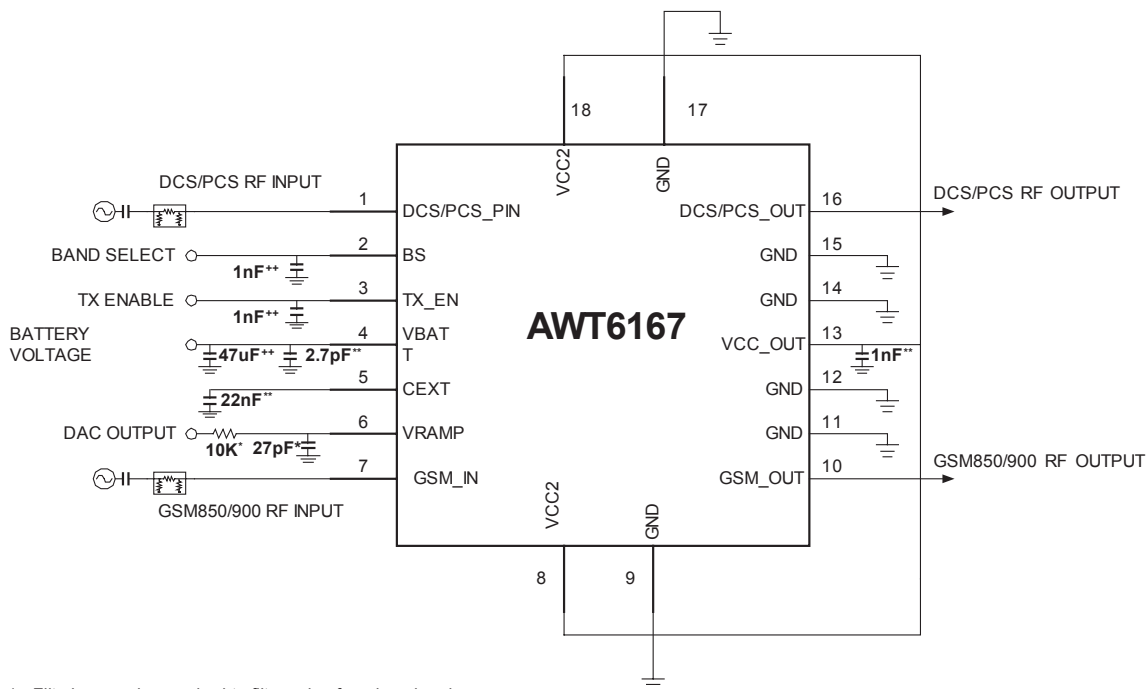 18
17
VCC2
GND
DCS/PCS RF INPUT
1
DCS/PCS_PIN
DCS/PCS_OUT
16
DCS/PCS RF OUTPUT
BAND SELECT
2
BS
1nF++
GND
15
TX ENABLE
3
TX_EN
1nF++
GND
14
AWT6167
BATTERY
VOLTAGE
4
VBAT
T
47uF++
2.7pF**
VCC_OUT
13
1nF**
5
CEXT
22nF**
GND
12
DAC OUTPUT
6
VRAMP
10K*
27pF*
GND
11
7
GSM_IN
GSM850/900 RF INPUT
GSM_OUT
10
GSM850/900 RF OUTPUT
VCC2
GND
8
9